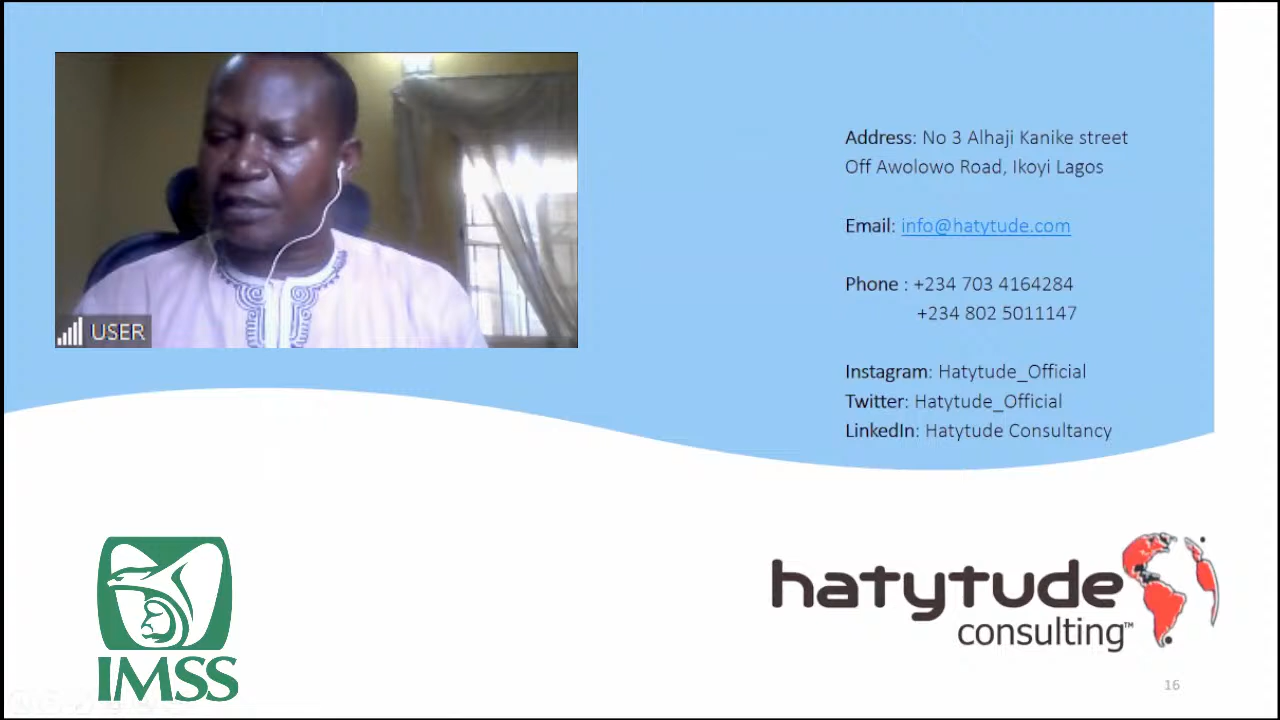 USER
Address: No 3 Alhaji Kanike street
Off Awolowo Road, Ikoyi Lagos
Email: info@hatytude.com
Phone : +234 703 4164284
+234 802 5011147
Instagram: Hatytude_Official
Twitter: Hatytude_Official
LinkedIn: Hatytude Consultancy
IMSS
hatytude
consulting™
16